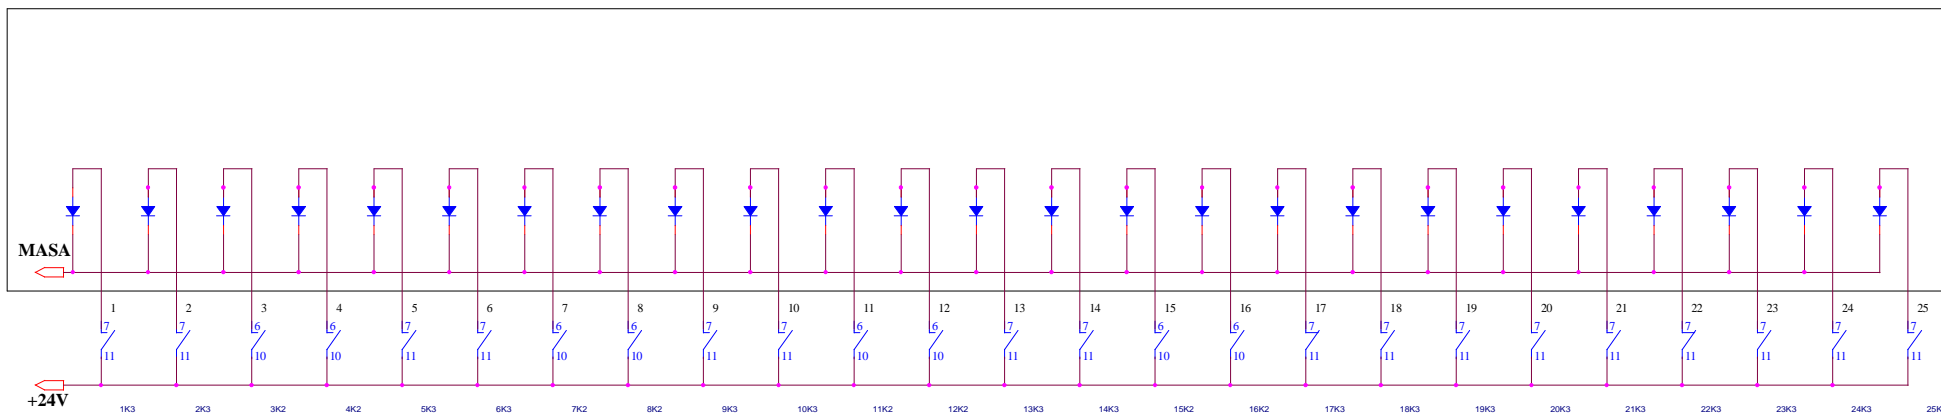 MASA
1 2 3 4 5 6 7 8 9 10 11 12 13 14 15 16 17 18 19 20 21 22 23 24 25
7 7 6 6 7 7 6 6 7 7 6 6 7 7 6 6 7 7 7 7 7 7 7 7 7
11 11 10 10 11 11 10 10 11 11 10 10 11 11 10 10 11 11 11 11 11 11 11 11 11
+24V
1K3 2K3 3K2 4K2 5K3 6K3 7K2 8K2 9K3 10K3 11K2 12K2 13K3 14K3 15K2 16K2 17K3 18K3 19K3 20K3 21K3 22K3 23K3 24K3